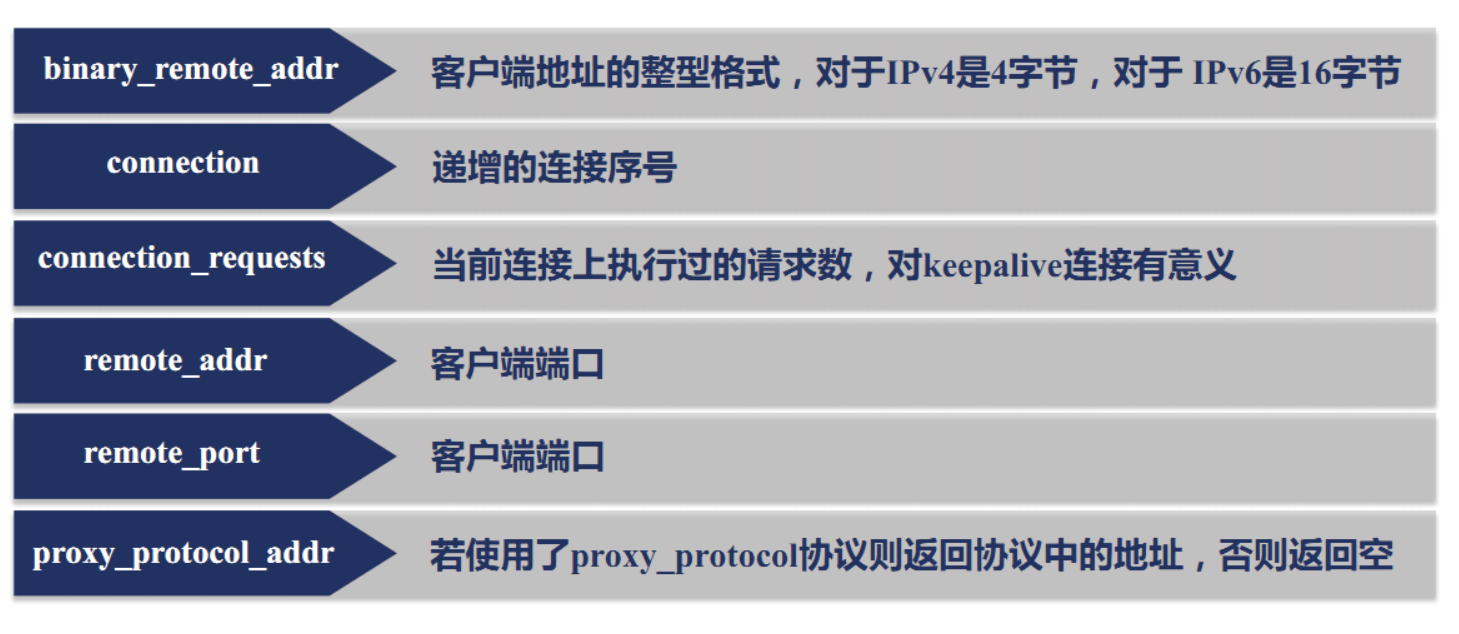 binary_remote_addr
客户端地址的整型格式，对于IPv4是4字节，对于 IPv6是16字节
connection
递增的连接序号
connection_requests
当前连接上执行过的请求数，对keepalive连接有意义
remote_addr
客户端端口
remote_port
客户端端口
proxy_protocol_addr
若使用了proxy_protocol协议则返回协议中的地址，否则返回空